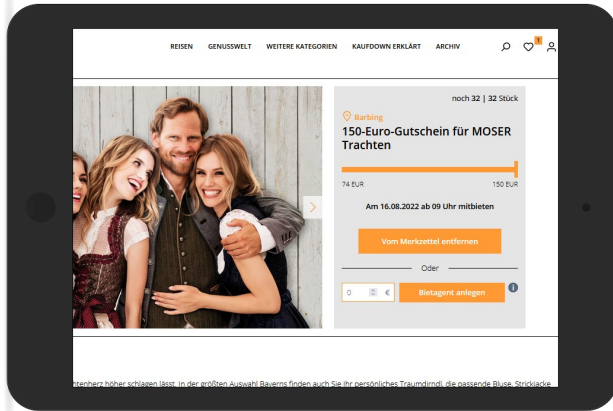 REISEN GENUSSWELT WEITERE KATEGORIEN KAUFDOWN ERKLÄRT ARCHIV
1
noch 32 | 32 Stück
Barbing
150-Euro-Gutschein für MOSER
Trachten
74 EUR 150 EUR
Am 16.08.2022 ab 09 Uhr mitbieten
Vom Merkzettel entfernen
Oder
0 €
Bietagent anlegen
i
htenherz höher schlagen lässt. In der größten Auswahl Bayerns finden auch Sie Ihr persönliches Traumdirndl, die passende Bluse, Strickjacke